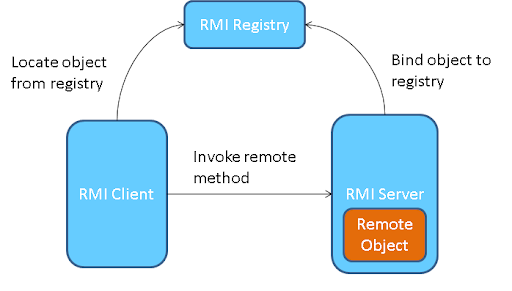 RMI Registry
Locate object
from registry
Bind object to
registry
Invoke remote
method
RMI Client
RMI Server
Remote
Object